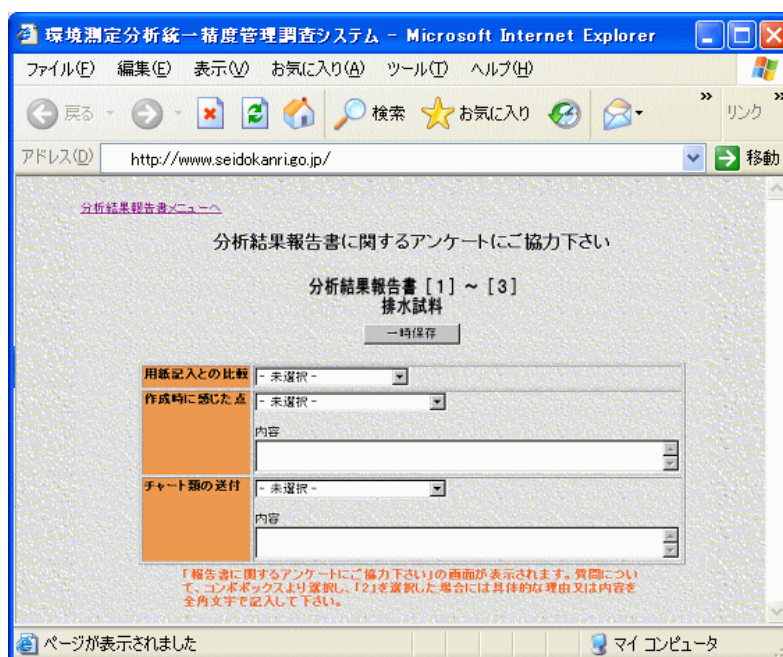 環境測定分析統一精度管理調査システム - Microsoft Internet Explorer
ファイル(F) 編集(E) 表示(V) お気に入り(A) ツール(T) ヘルプ(H)
戻る 検索 お気に入り » リンク »
アドレス(D) http://www.seidokanri.go.jp/ 移動
分析結果報告書メニューへ
分析結果報告書に関するアンケートにご協力下さい
分析結果報告書 [1] ~ [3]
排水試料
一時保存
用紙記入との比較 - 未選択 -
作成時に感じた点 - 未選択 -
内容
チャート類の送付 - 未選択 -
内容
「報告書に関するアンケートにご協力下さい」の画面が表示されます。質問につい
て、コンボボックスより選択し、「2」を選択した場合には具体的な理由又は内容を
全角文字で記入して下さい。
ページが表示されました マイ コンピュータ